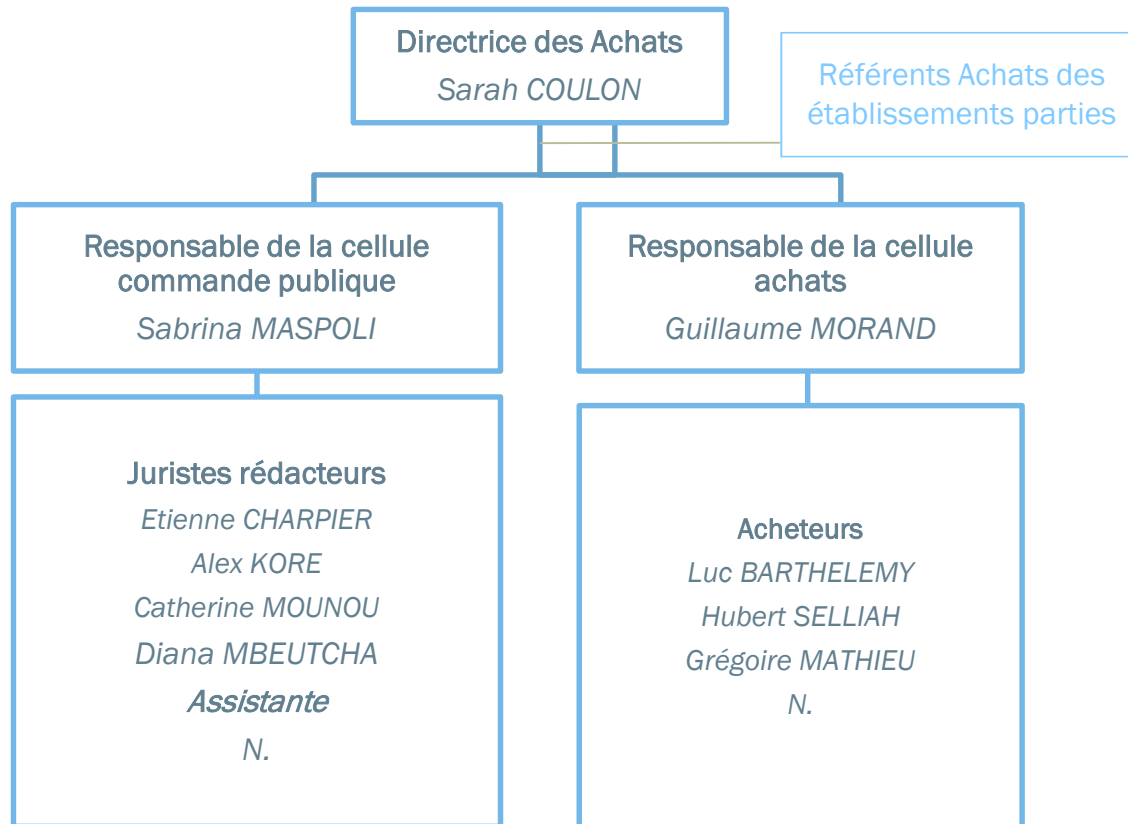 Directrice des Achats
Sarah COULON
Référents Achats des
établissements parties
Responsable de la cellule
commande publique
Sabrina MASPOLI
Responsable de la cellule
achats
Guillaume MORAND
Juristes rédacteurs
Etienne CHARPIER
Alex KORE
Catherine MOUNOU
Diana MBEUTCHA
Assistante
N.
Acheteurs
Luc BARTHELEMY
Hubert SELLIAH
Grégoire MATHIEU
N.